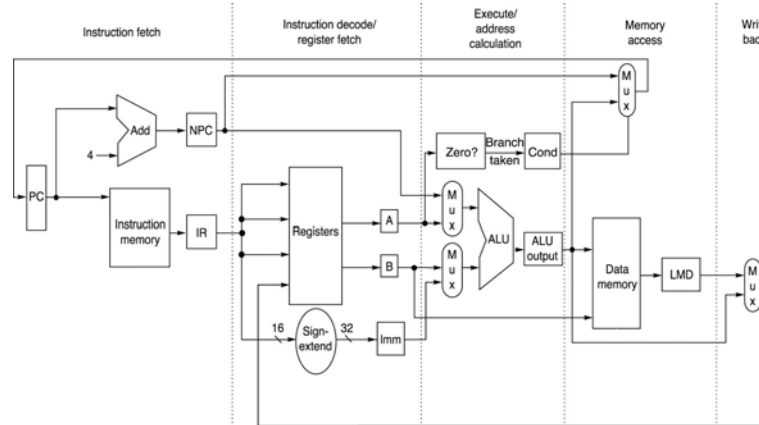 Instruction fetch
Instruction decode/
register fetch
Execute/
address
calculation
Memory
access
Writ
bac
M
u
x
Add
NPC
4
PC
Instruction
memory
IR
Registers
A
B
Zero?
Branch
taken
Cond
M
u
x
M
u
x
ALU
ALU
output
Data
memory
LMD
M
u
x
16
Sign-
extend
32
Imm